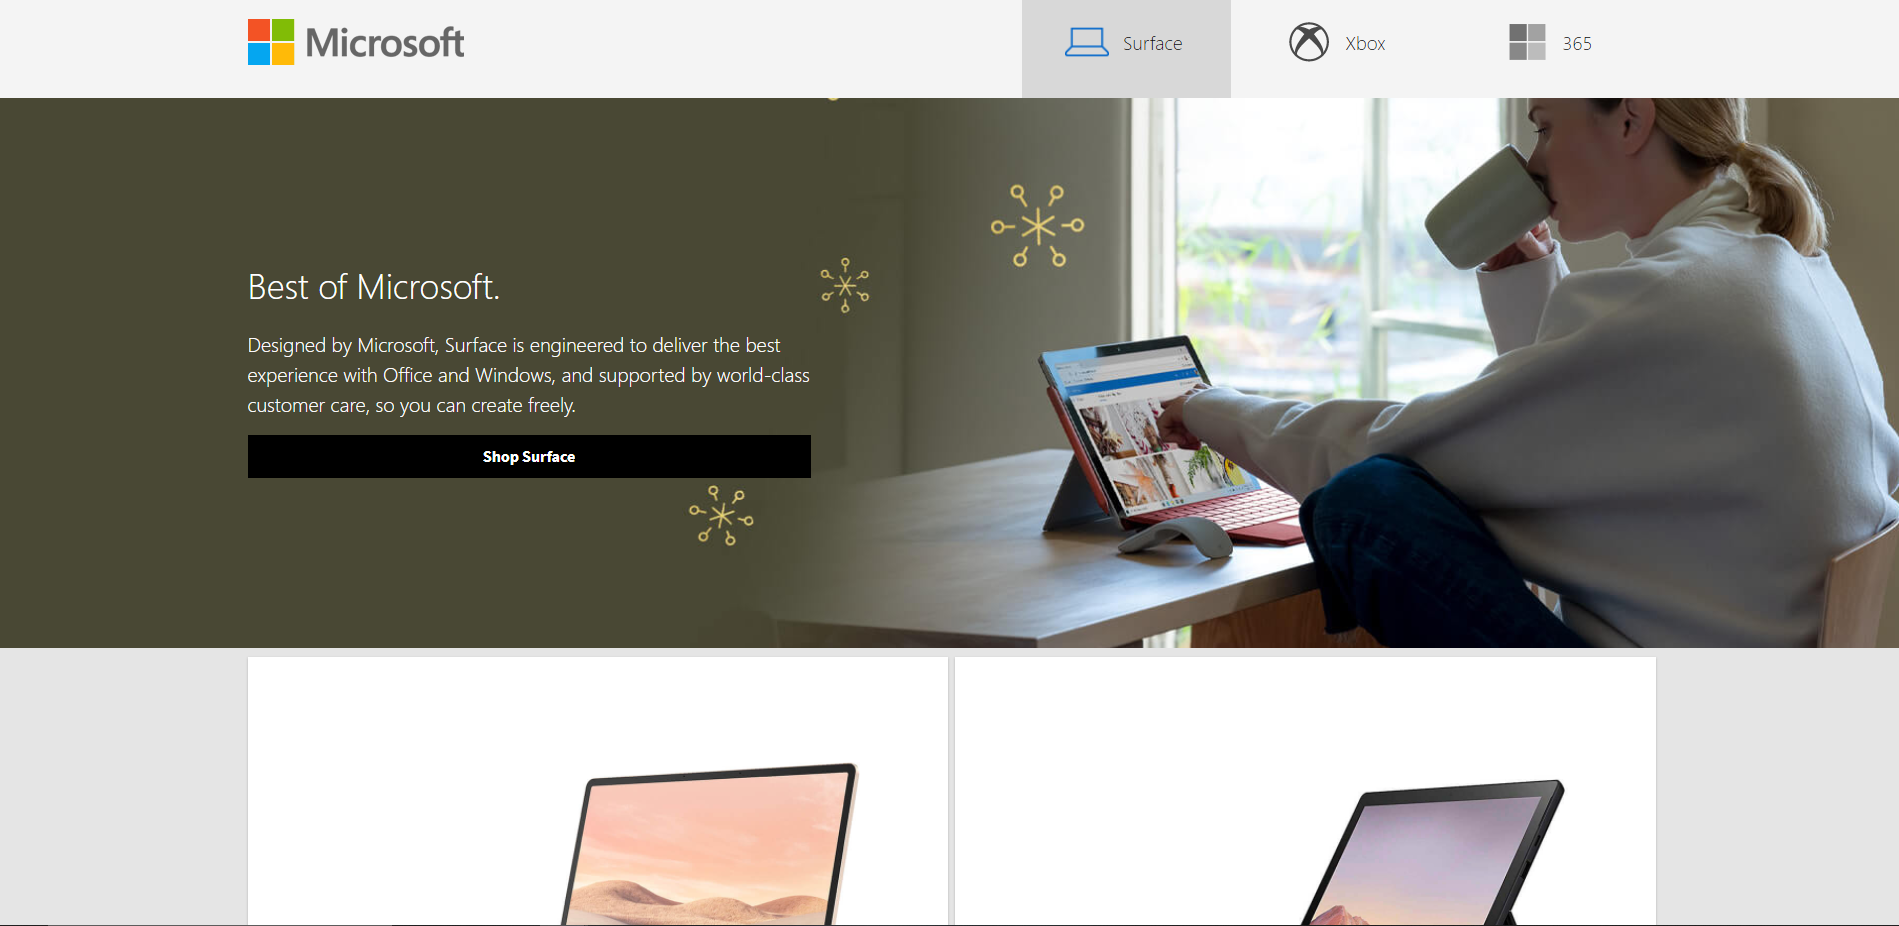 Microsoft
Surface
Xbox
365
Best of Microsoft.
Designed by Microsoft, Surface is engineered to deliver the best
experience with Office and Windows, and supported by world-class
customer care, so you can create freely.
Shop Surface